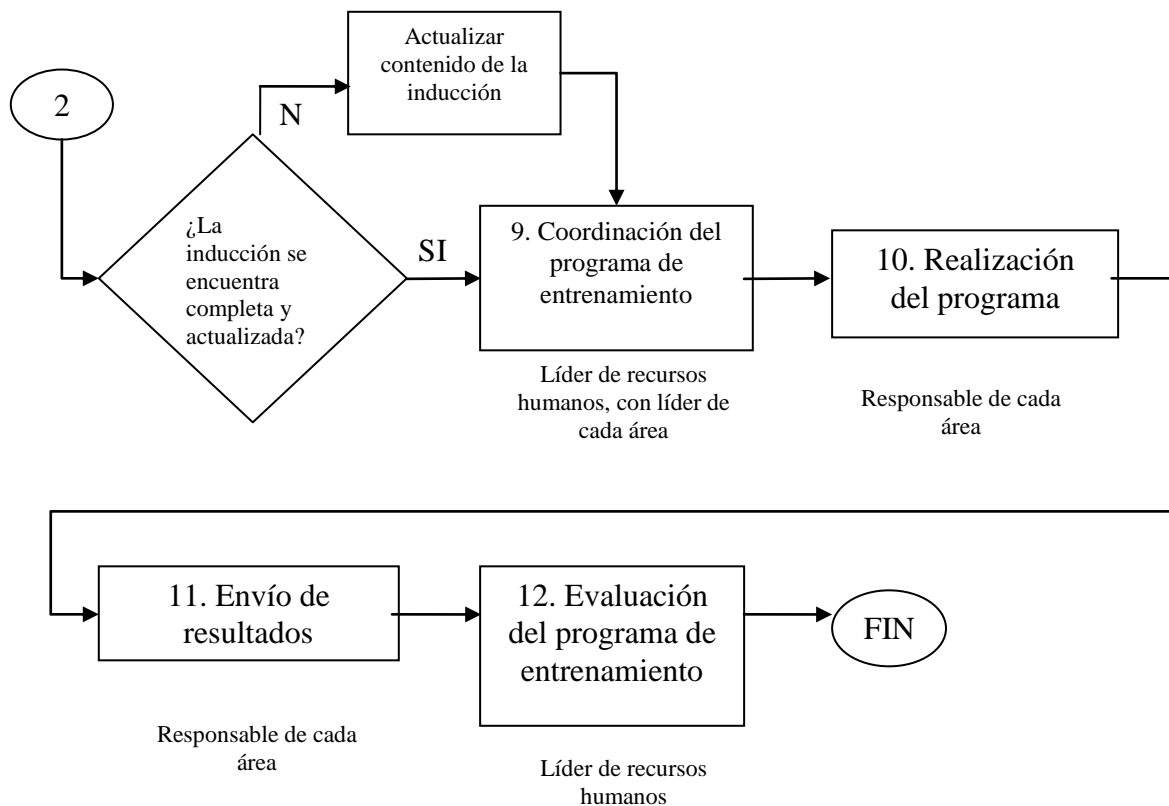 Actualizar
contenido de la
inducción
2
N
¿La
inducción se
encuentra
completa y
actualizada?
SI
9. Coordinación del
programa de
entrenamiento
10. Realización
del programa
Líder de recursos
humanos, con líder de
cada área
Responsable de cada
área
11. Envío de
resultados
12. Evaluación
del programa de
entrenamiento
FIN
Responsable de cada
área
Líder de recursos
humanos